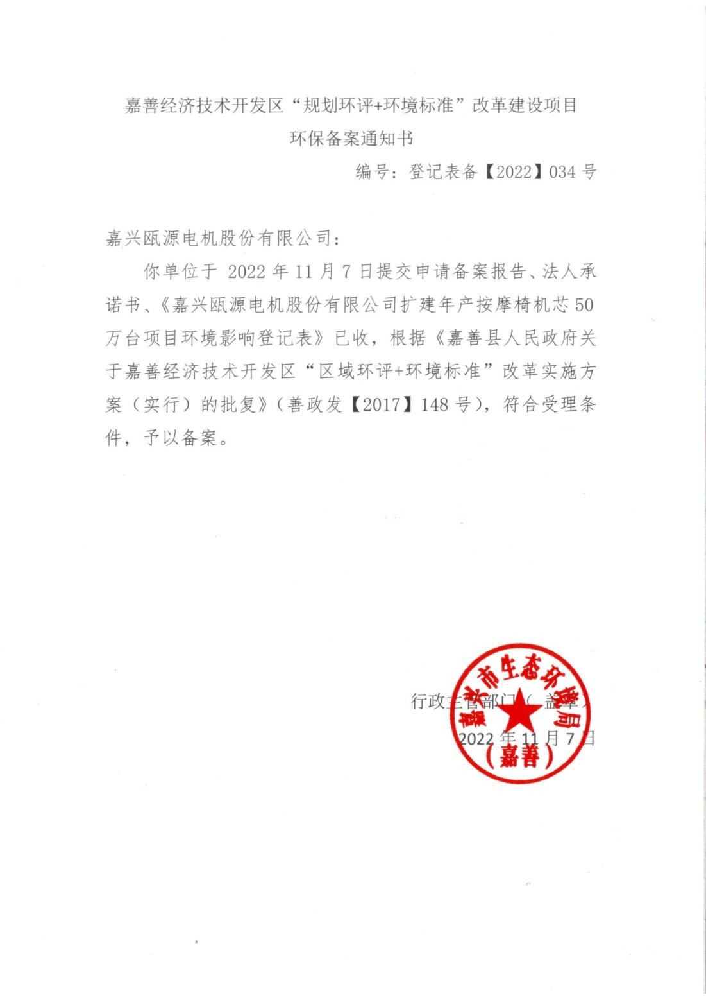 嘉善经济技术开发区“规划环评+环境标准”改革建设项目
环保备案通知书
编号：登记表备【2022】034 号
嘉兴瓯源电机股份有限公司：
你单位于 2022 年 11 月 7 日提交申请备案报告、法人承
诺书、《嘉兴瓯源电机股份有限公司扩建年产按摩椅机芯 50
万台项目环境影响登记表》已收，根据《嘉善县人民政府关
于嘉善经济技术开发区“区域环评+环境标准”改革实施方
案（实行）的批复》（善政发【2017】148 号），符合受理条
件，予以备案。
行政主管部门（ 盖章）
2022 年 11 月 7 日
嘉兴市生态环境局
（嘉善）